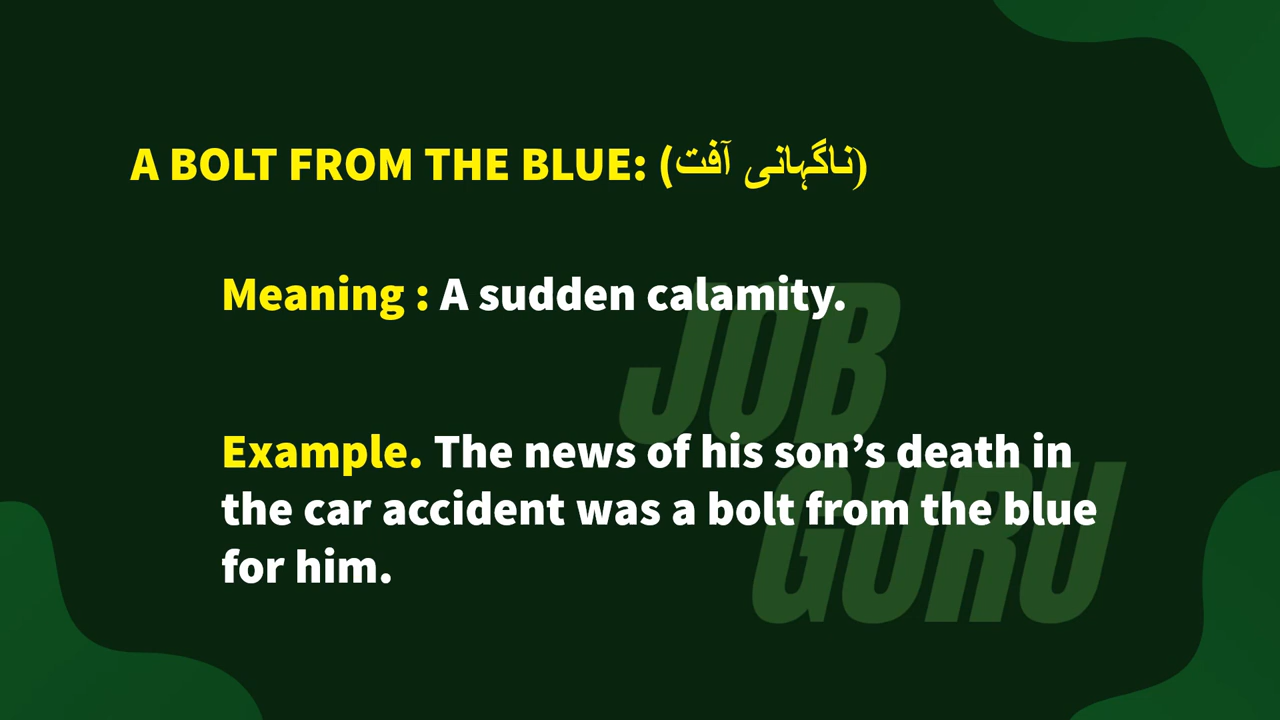 A BOLT FROM THE BLUE: (ناگہانی آفت)
Meaning : A sudden calamity.
Example. The news of his son’s death in
the car accident was a bolt from the blue
for him.
JOB
GURU